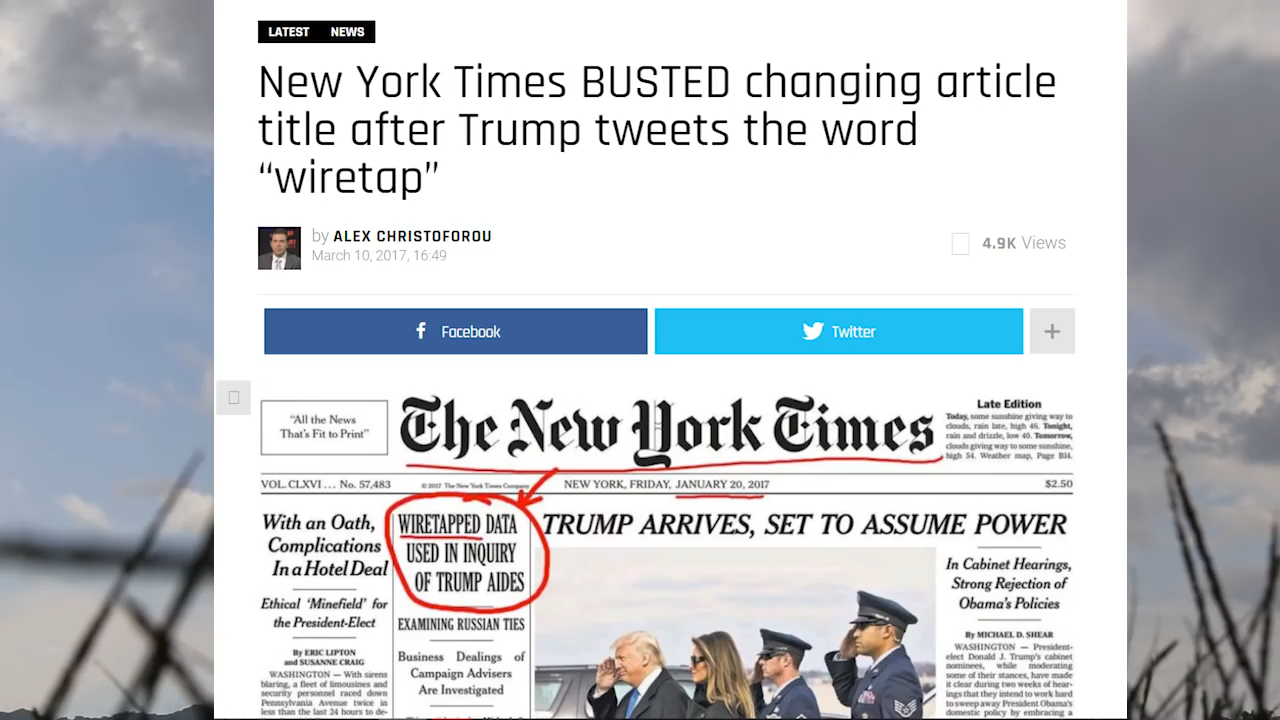 LATEST NEWS
New York Times BUSTED changing article
title after Trump tweets the word
“wiretap”
by ALEX CHRISTOFOROU
March 10, 2017, 16:49
4.9K Views
Facebook
Twitter
+
“All the News
That’s Fit to Print”
The New York Times
Late Edition
Today, some sunshine giving way to
clouds, rain late, high 46. Tonight,
rain and drizzle, low 40. Tomorrow,
clouds giving way to some sunshine,
high 54. Weather map, Page B14.
VOL. CLXVI ... No. 57,483
© 2017 The New York Times Company
NEW YORK, FRIDAY, JANUARY 20, 2017
$2.50
With an Oath,
Complications
In a Hotel Deal
Ethical ‘Minefield’ for
the President-Elect
By ERIC LIPTON
and SUSANNE CRAIG
WASHINGTON — With sirens
blaring, a fleet of limousines and
security personnel raced down
Pennsylvania Avenue twice in
less than the last 24 hours to de-
WIRETAPPED DATA
USED IN INQUIRY
OF TRUMP AIDES
EXAMINING RUSSIAN TIES
Business Dealings of
Campaign Advisers
Are Investigated
TRUMP ARRIVES, SET TO ASSUME POWER
In Cabinet Hearings,
Strong Rejection of
Obama’s Policies
By MICHAEL D. SHEAR
WASHINGTON — President-
elect Donald J. Trump’s cabinet
nominees, while moderating
some of their stances, have made
it clear during two weeks of hear-
ings that they intend to work hard
to sweep away President Obama’s
domestic policy by embracing a